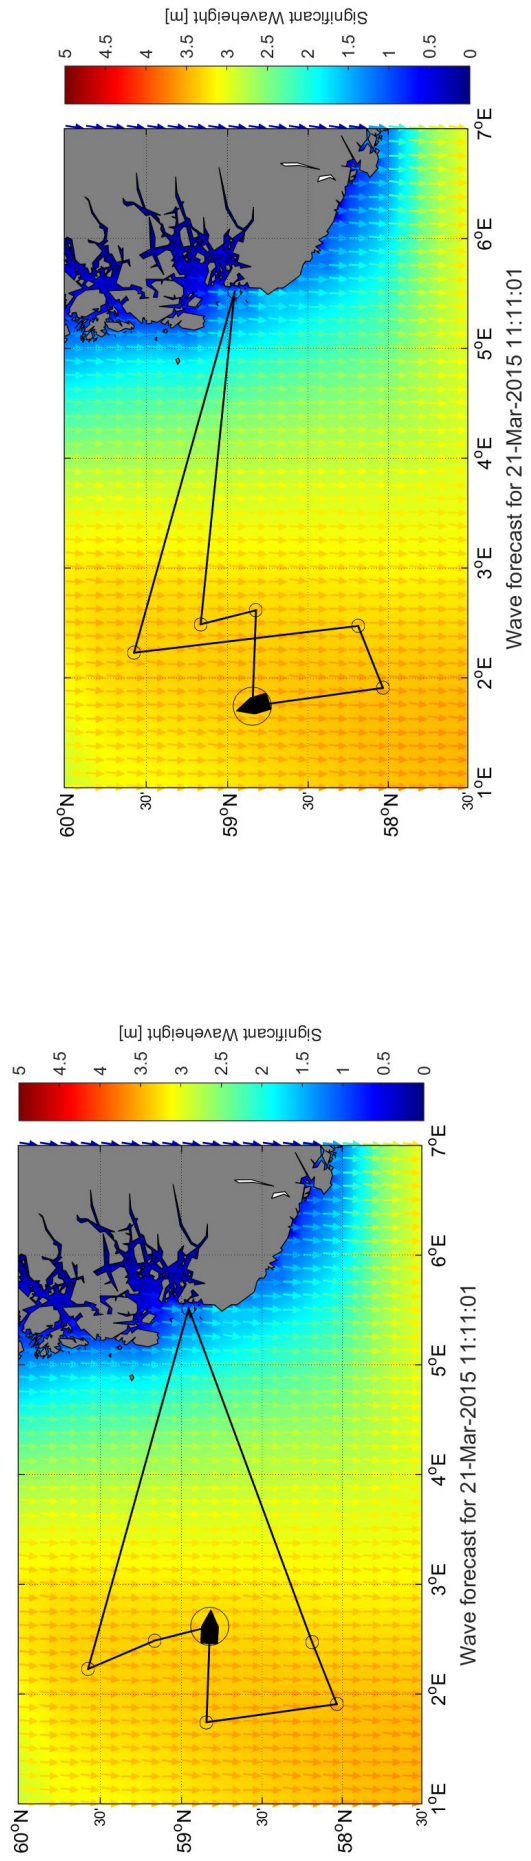 60°N
30'
59°N
30'
58°N
30'
1°E
2°E
3°E
4°E
5°E
6°E
7°E
Wave forecast for 21-Mar-2015 11:11:01
5
4.5
4
3.5
3
2.5
2
1.5
1
0.5
0
Significant Waveheight [m]
60°N
30'
59°N
30'
58°N
30'
1°E
2°E
3°E
4°E
5°E
6°E
7°E
Wave forecast for 21-Mar-2015 11:11:01
5
4.5
4
3.5
3
2.5
2
1.5
1
0.5
0
Significant Waveheight [m]